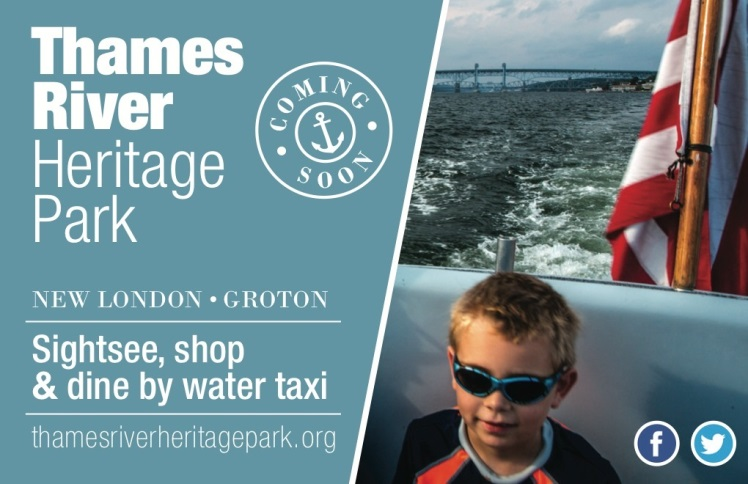 Thames
River
Heritage
Park
COMING
SOON
NEW LONDON • GROTON
Sightsee, shop
& dine by water taxi
thamesriverheritagepark.org
f